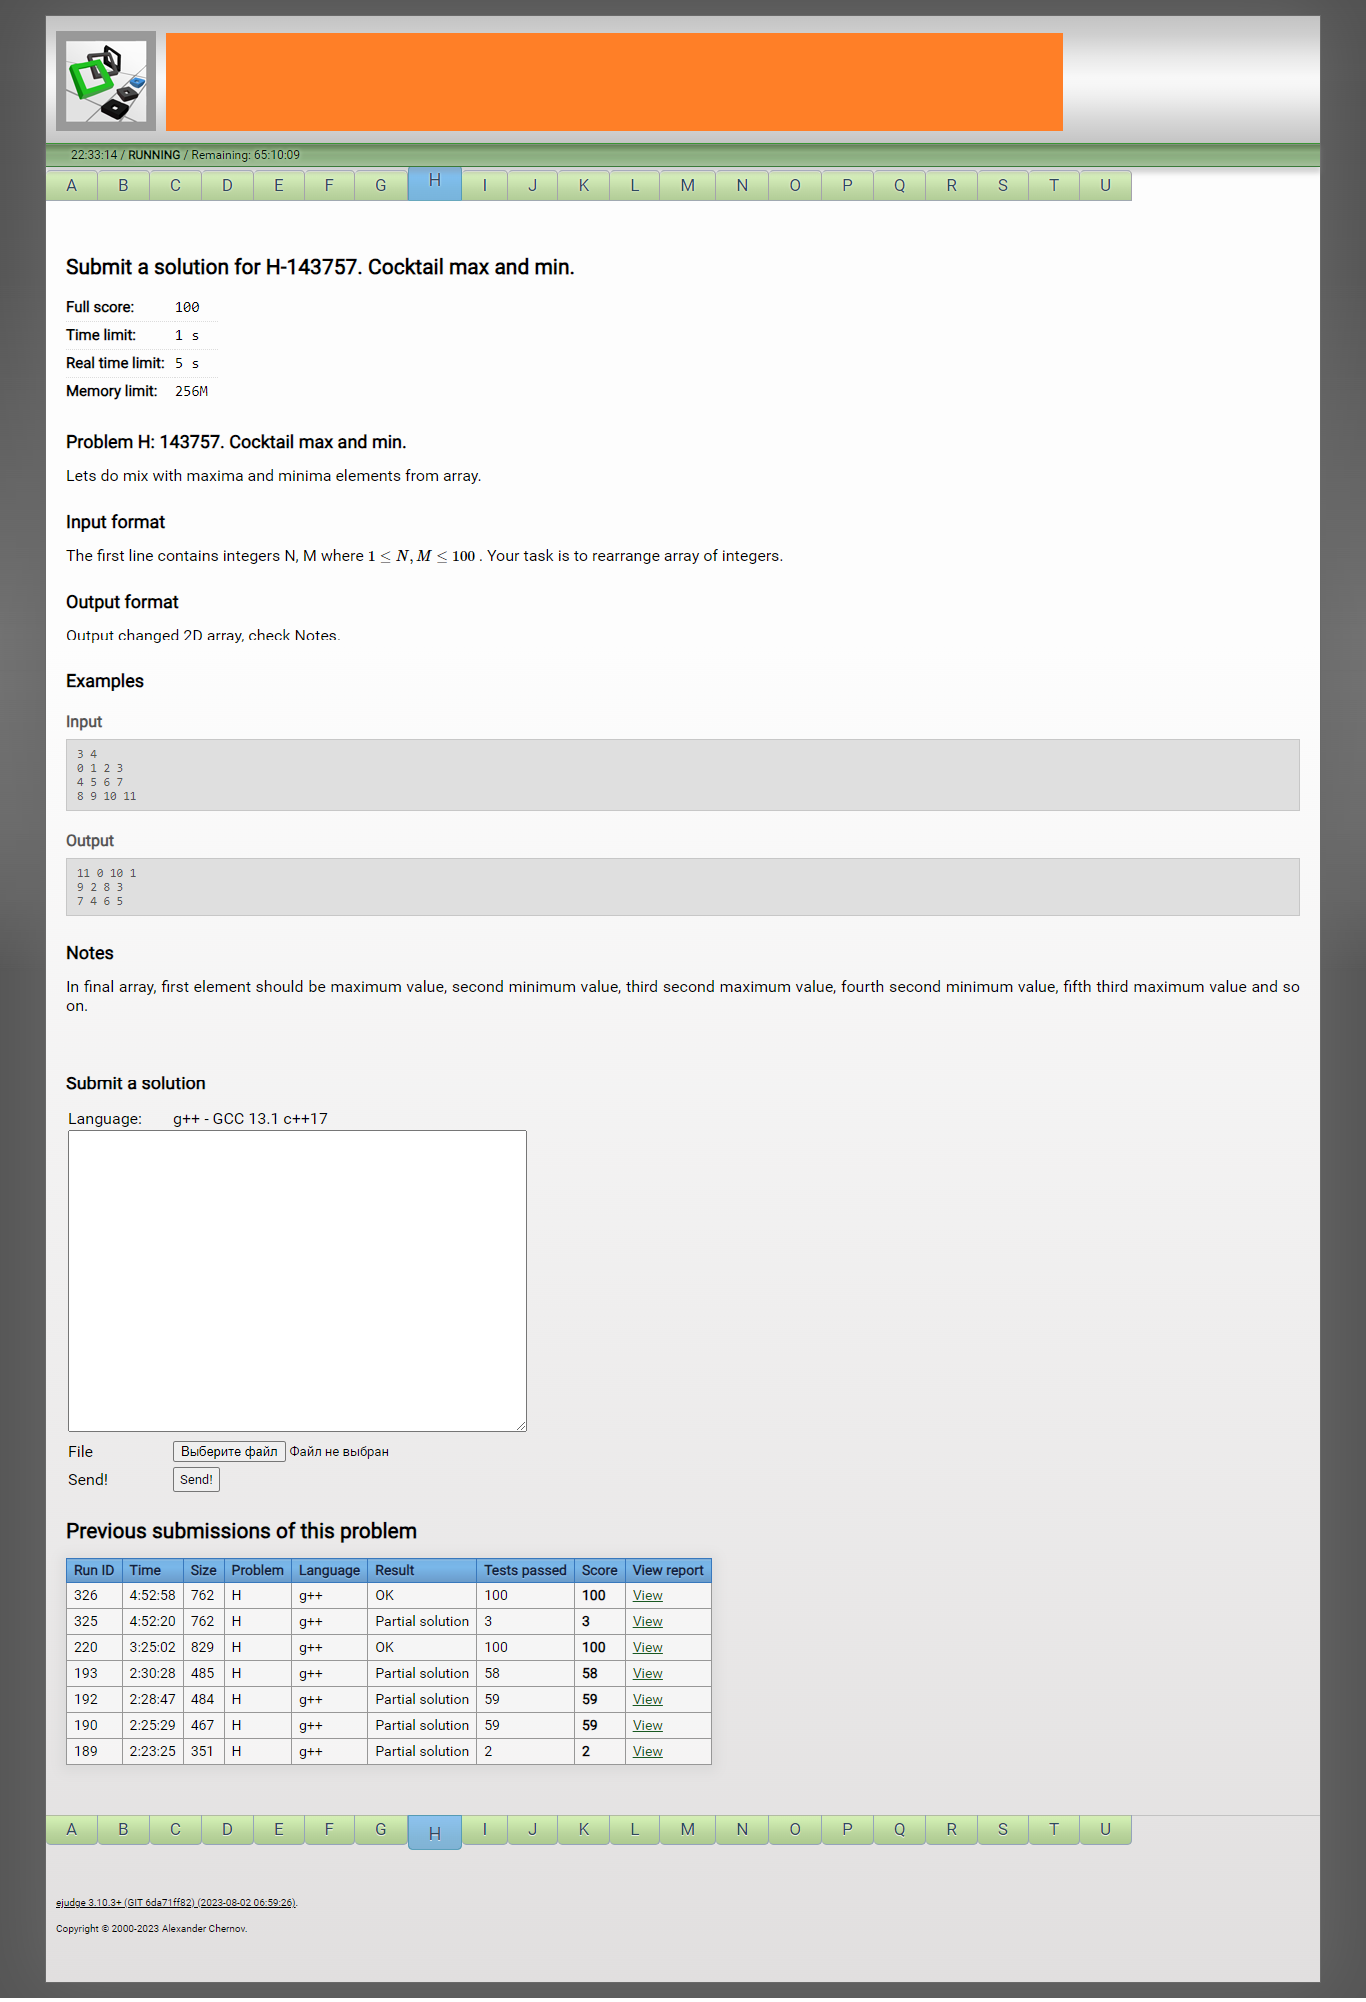 22:33:14 / RUNNING / Remaining: 65:10:09
A B C D E F G H I J K L M N O P Q R S T U
Submit a solution for H-143757. Cocktail max and min.
Full score: 100
Time limit: 1 s
Real time limit: 5 s
Memory limit: 256M
Problem H: 143757. Cocktail max and min.
Lets do mix with maxima and minima elements from array.
Input format
The first line contains integers N, M where 1 ≤ N, M ≤ 100 . Your task is to rearrange array of integers.
Output format
Output changed 2D array, check Notes.
Examples
Input
3 4
0 1 2 3
4 5 6 7
8 9 10 11
Output
11 0 10 1
9 2 8 3
7 4 6 5
Notes
In final array, first element should be maximum value, second minimum value, third second maximum value, fourth second minimum value, fifth third maximum value and so
on.
Submit a solution
Language: g++ - GCC 13.1 c++17
File Выберите файл Файл не выбран
Send! Send!
Previous submissions of this problem
Run ID Time Size Problem Language Result Tests passed Score View report
326 4:52:58 762 H g++ OK 100 100 View
325 4:52:20 762 H g++ Partial solution 3 3 View
220 3:25:02 829 H g++ OK 100 100 View
193 2:30:28 485 H g++ Partial solution 58 58 View
192 2:28:47 484 H g++ Partial solution 59 59 View
190 2:25:29 467 H g++ Partial solution 59 59 View
189 2:23:25 351 H g++ Partial solution 2 2 View
A B C D E F G H I J K L M N O P Q R S T U
ejudge 3.10.3+ (GIT 6da71ff82) (2023-08-02 06:59:26).
Copyright © 2000-2023 Alexander Chernov.